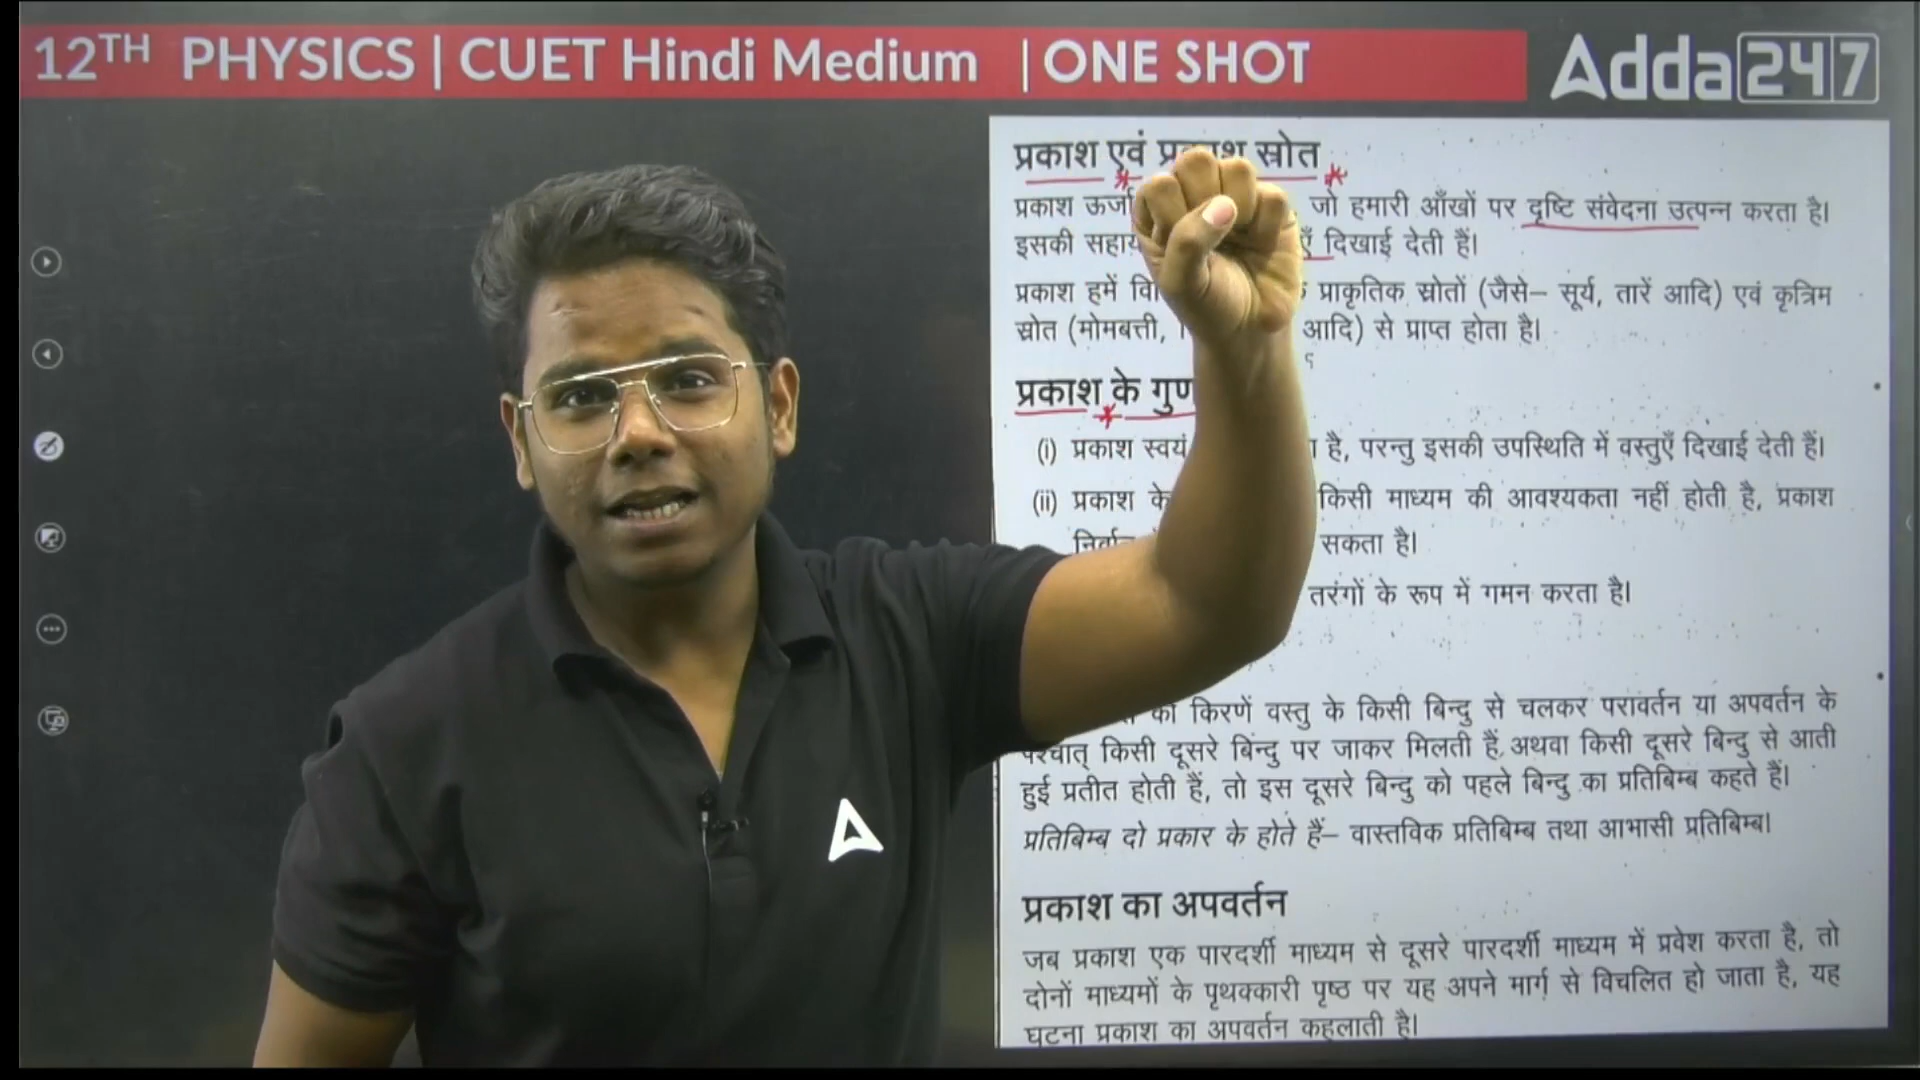 12TH PHYSICS | CUET Hindi Medium | ONE SHOT
Adda247
प्रकाश एवं स्रोत
प्रकाश ऊर्जा जो हमारी आँखों पर दृष्टि संवेदना उत्पन्न करता है।
इसकी दिखाई देती हैं।
प्रकाश हमें प्राकृतिक स्रोतों (जैसे– सूर्य, तारें आदि) एवं कृत्रिम
स्रोत (मोमबत्ती, आदि) से प्राप्त होता है।
प्रकाश के गुण
(i) प्रकाश स्वयं है, परन्तु इसकी उपस्थिति में वस्तुएँ दिखाई देती हैं।
(ii) प्रकाश के किसी माध्यम की आवश्यकता नहीं होती है, प्रकाश
सकता है।
तरंगों के रूप में गमन करता है।
की किरणें वस्तु के किसी बिन्दु से चलकर परावर्तन या अपवर्तन के
पश्चात् किसी दूसरे बिन्दु पर जाकर मिलती हैं, अथवा किसी दूसरे बिन्दु से आती
हुई प्रतीत होती हैं, तो इस दूसरे बिन्दु को पहले बिन्दु का प्रतिबिम्ब कहते हैं।
प्रतिबिम्ब दो प्रकार के होते हैं– वास्तविक प्रतिबिम्ब तथा आभासी प्रतिबिम्ब।
प्रकाश का अपवर्तन
जब प्रकाश एक पारदर्शी माध्यम से दूसरे पारदर्शी माध्यम में प्रवेश करता है, तो
दोनों माध्यमों के पृथक्कारी पृष्ठ पर यह अपने मार्ग से विचलित हो जाता है, यह
घटना प्रकाश का अपवर्तन कहलाती है।